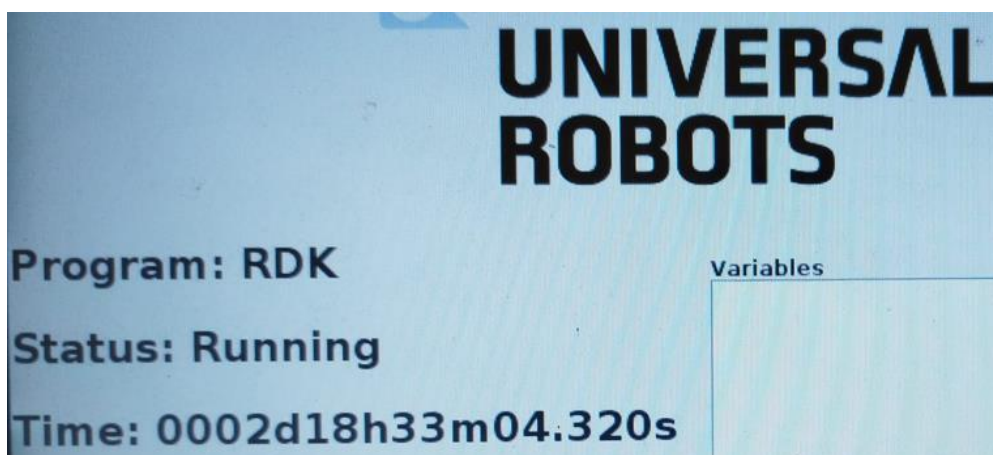 UNIVERSAL
ROBOTS
Program: RDK
Variables
Status: Running
Time: 0002d18h33m04.320s